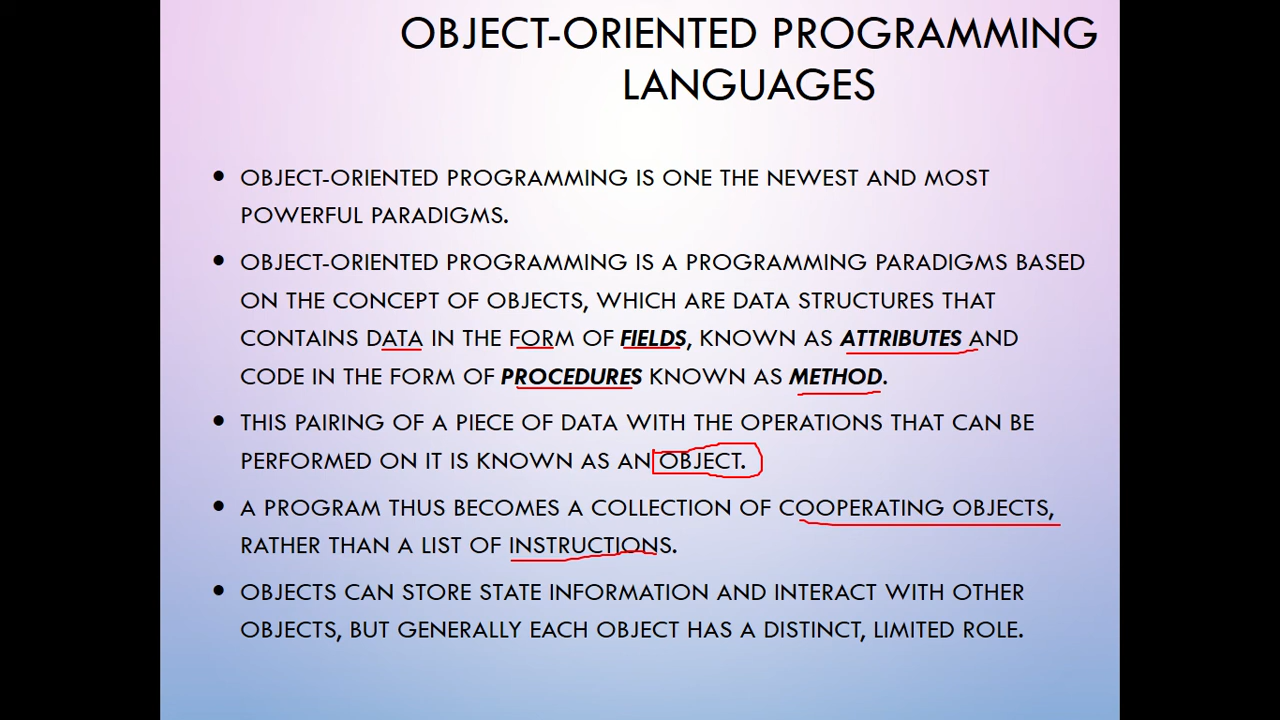 OBJECT-ORIENTED PROGRAMMING
LANGUAGES
• OBJECT-ORIENTED PROGRAMMING IS ONE THE NEWEST AND MOST
POWERFUL PARADIGMS.
• OBJECT-ORIENTED PROGRAMMING IS A PROGRAMMING PARADIGMS BASED
ON THE CONCEPT OF OBJECTS, WHICH ARE DATA STRUCTURES THAT
CONTAINS DATA IN THE FORM OF FIELDS, KNOWN AS ATTRIBUTES AND
CODE IN THE FORM OF PROCEDURES KNOWN AS METHOD.
• THIS PAIRING OF A PIECE OF DATA WITH THE OPERATIONS THAT CAN BE
PERFORMED ON IT IS KNOWN AS AN OBJECT.
• A PROGRAM THUS BECOMES A COLLECTION OF COOPERATING OBJECTS,
RATHER THAN A LIST OF INSTRUCTIONS.
• OBJECTS CAN STORE STATE INFORMATION AND INTERACT WITH OTHER
OBJECTS, BUT GENERALLY EACH OBJECT HAS A DISTINCT, LIMITED ROLE.